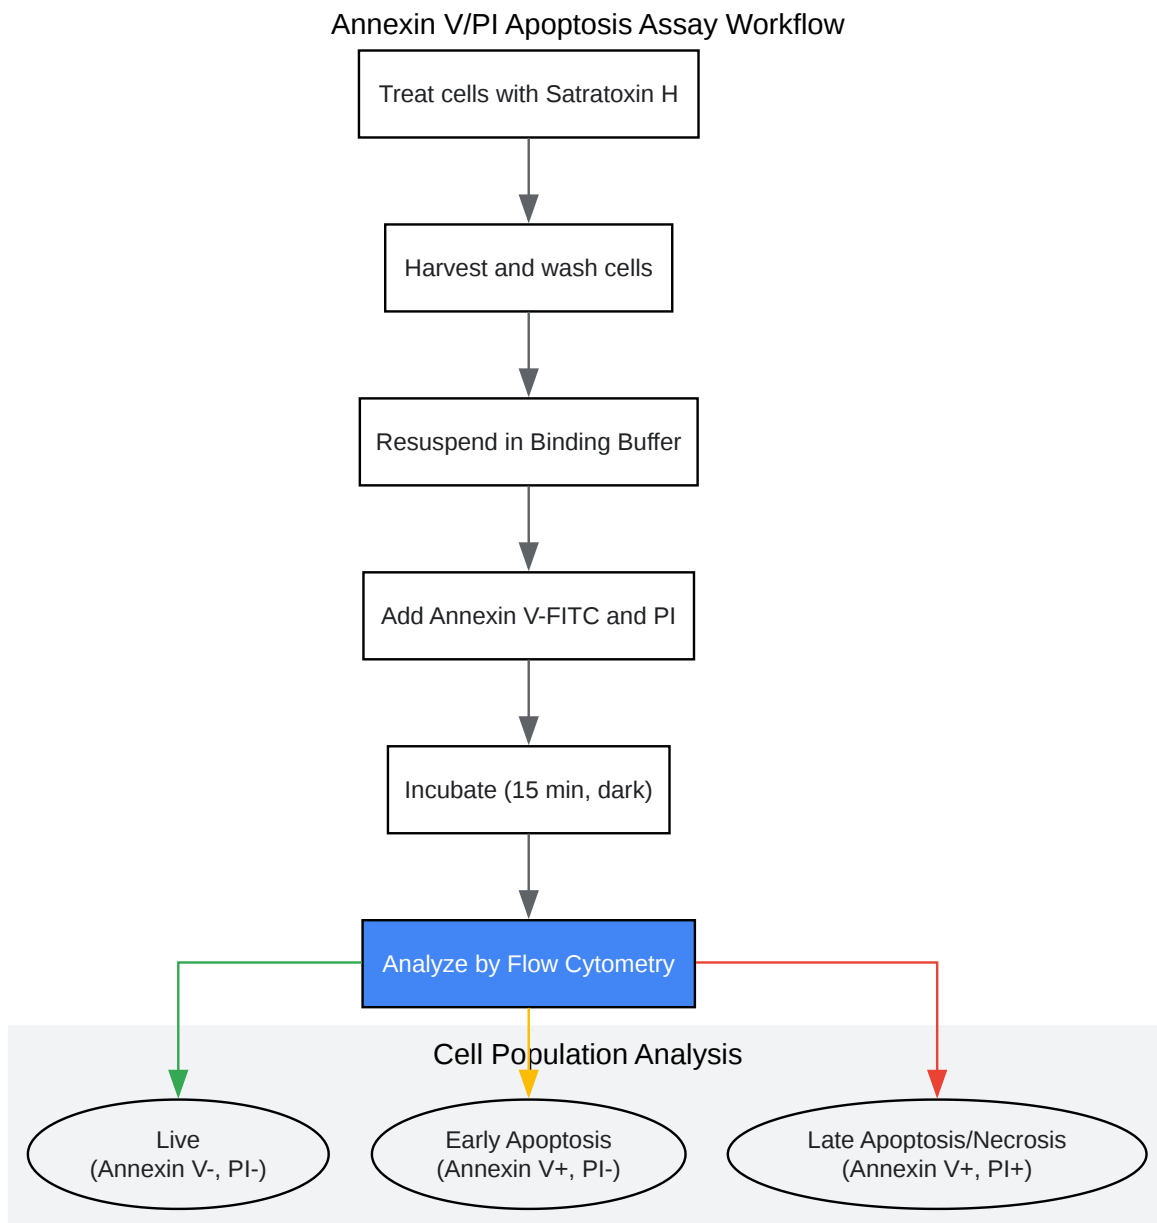 Annexin V/PI Apoptosis Assay Workflow
Treat cells with Satratoxin H
Harvest and wash cells
Resuspend in Binding Buffer
Add Annexin V-FITC and PI
Incubate (15 min, dark)
Analyze by Flow Cytometry
Cell Population Analysis
Live
(Annexin V-, PI-)
Early Apoptosis
(Annexin V+, PI-)
Late Apoptosis/Necrosis
(Annexin V+, PI+)